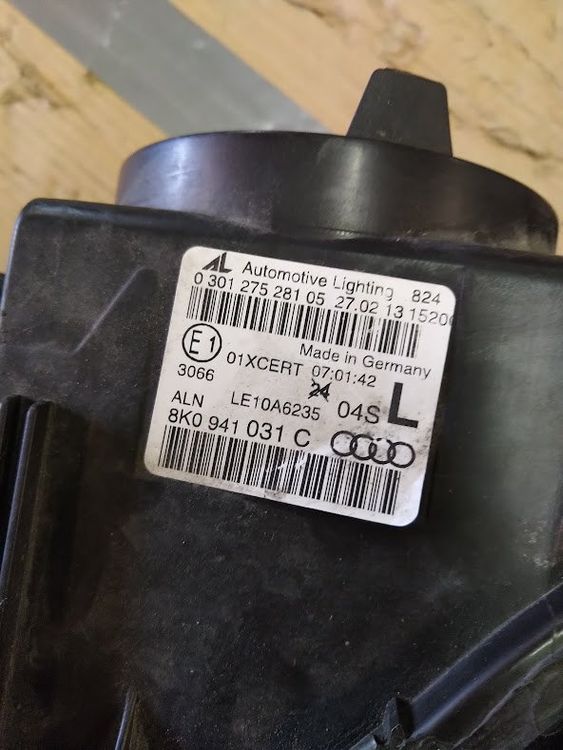 AL Automotive Lighting 824
0 301 275 281 05 27.02 13 15200
Made in Germany
E1 01XCERT 07:01:42
3066 24
ALN LE10A6235 04S L
8K0 941 031 C